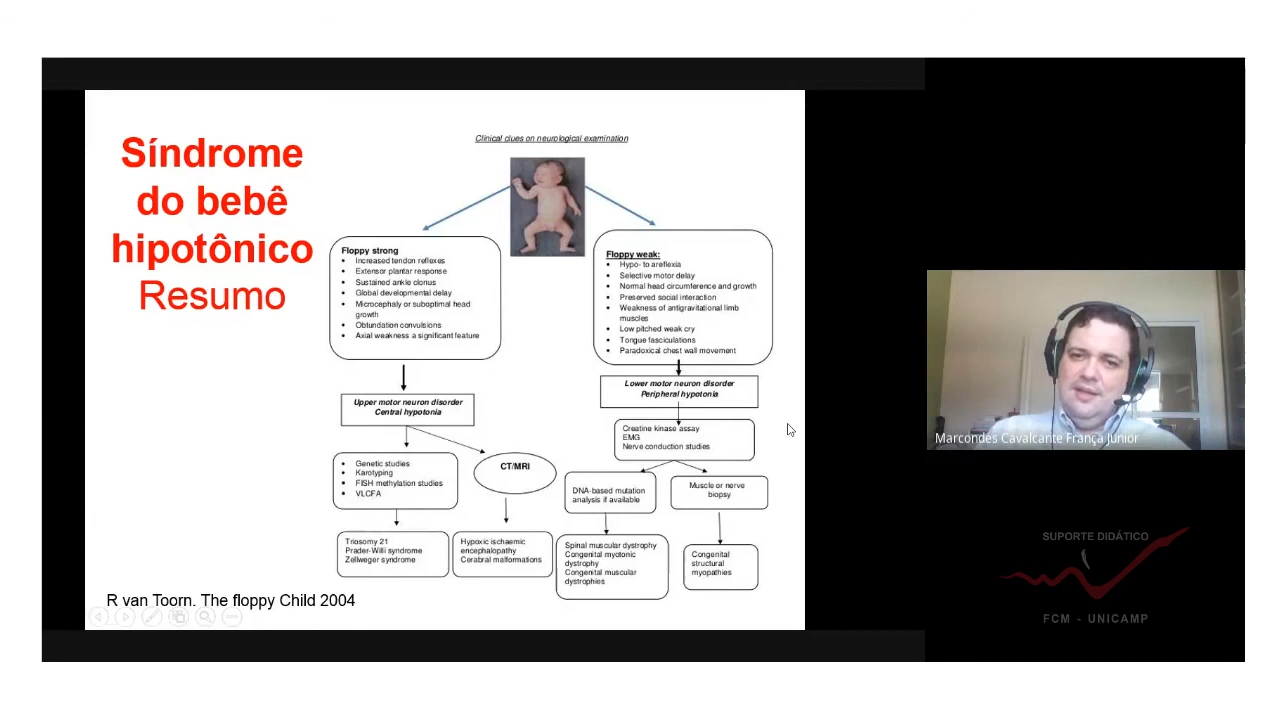 Síndrome
do bebê
hipotônico
Resumo
Clinical clues on neurological examination
Floppy strong
Increased tendon reflexes
Extensor plantar response
Sustained ankle clonus
Global developmental delay
Microcephaly or suboptimal head
growth
Obtundation convulsions
Axial weakness a significant feature
Floppy weak:
Hypo- to areflexia
Selective motor delay
Normal head circumference and growth
Preserved social interaction
Weakness of antigravitational limb
muscles
Low pitched weak cry
Tongue fasciculations
Paradoxical chest wall movement
Upper motor neuron disorder
Central hypotonia
Lower motor neuron disorder
Peripheral hypotonia
Creatine kinase assay
EMG
Nerve conduction studies
Genetic studies
Karotyping
FISH methylation studies
VLCFA
CT/MRI
DNA-based mutation
analysis if available
Muscle or nerve
biopsy
Triosomy 21
Prader-Willi syndrome
Zellweger syndrome
Hypoxic ischaemic
encephalopathy
Cerabral malformations
Spinal muscular dystrophy
Congenital myotonic
dystrophy
Congenital muscular
dystrophies
Congenital
structural
myopathies
R van Toorn. The floppy Child 2004
Marcondes Cavalcante França Junior
SUPORTE DIDÁTICO
FCM - UNICAMP